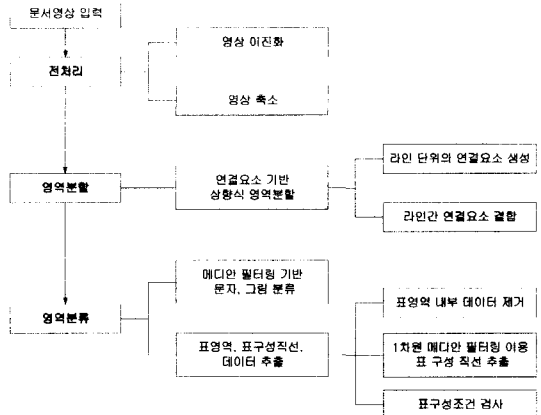 문서영상 입력
전처리
영상 이진화
영상 축소
영역분할
연결요소 기반
상향식 영역분할
라인 단위의 연결요소 생성
라인간 연결요소 결합
영역분류
메디안 필터링 기반
문자, 그림 분류
표영역, 표구성직선,
데이터 추출
표영역 내부 데이터 제거
1차원 메디안 필터링 이용
표 구성 직선 추출
표구성조건 검사